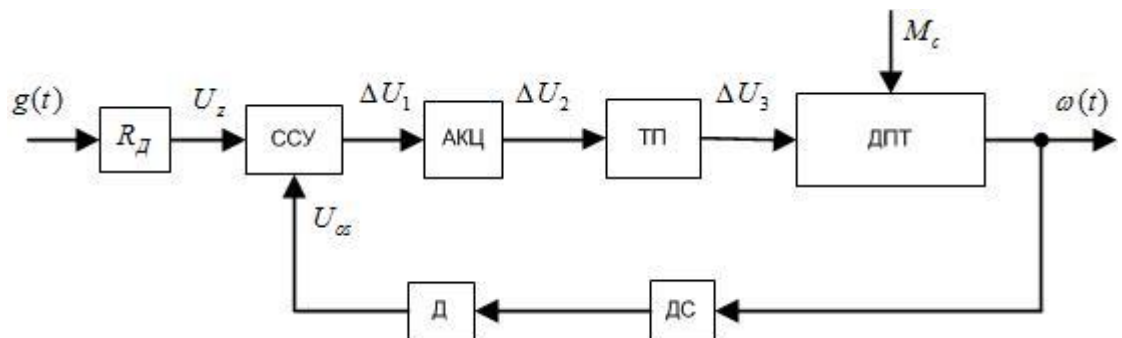 g(t)
R_Д
U_z
ССУ
ΔU_1
АКЦ
ΔU_2
ТП
ΔU_3
M_c
ДПТ
ω(t)
U_os
Д
ДС